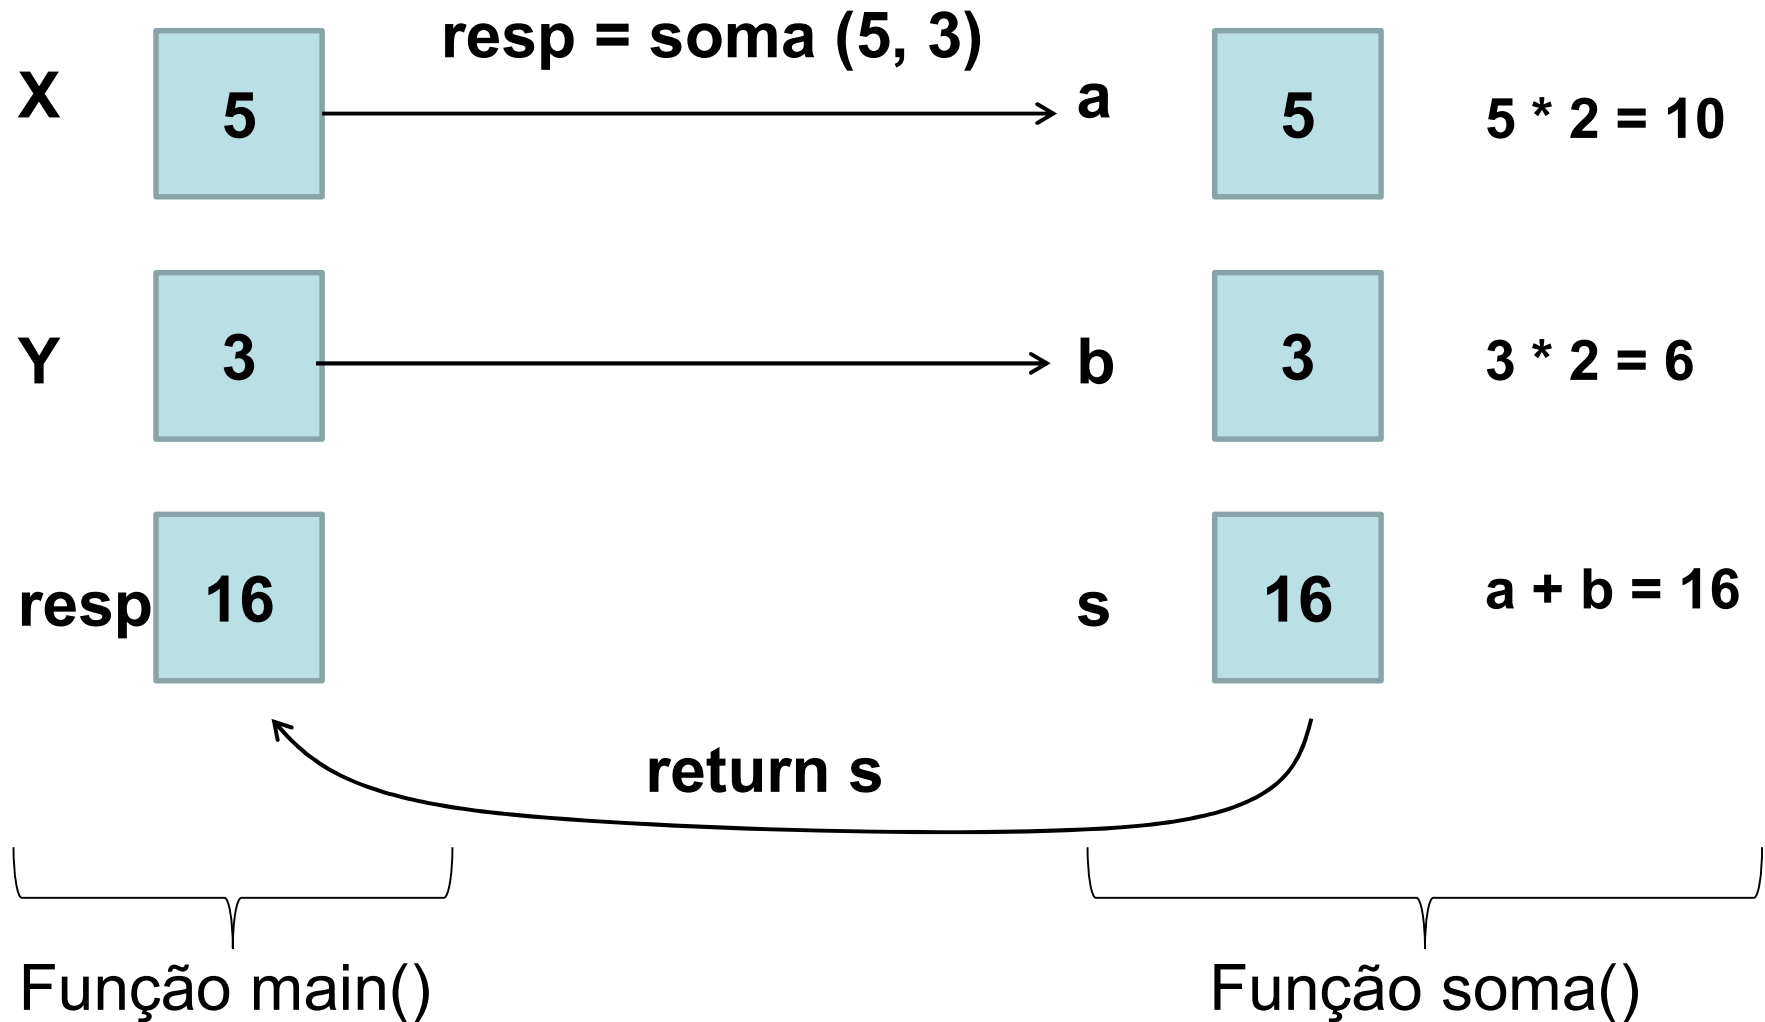 resp = soma (5, 3)
X 5 a 5 5 * 2 = 10
Y 3 b 3 3 * 2 = 6
resp 16 s 16 a + b = 16
return s
Função main() Função soma()